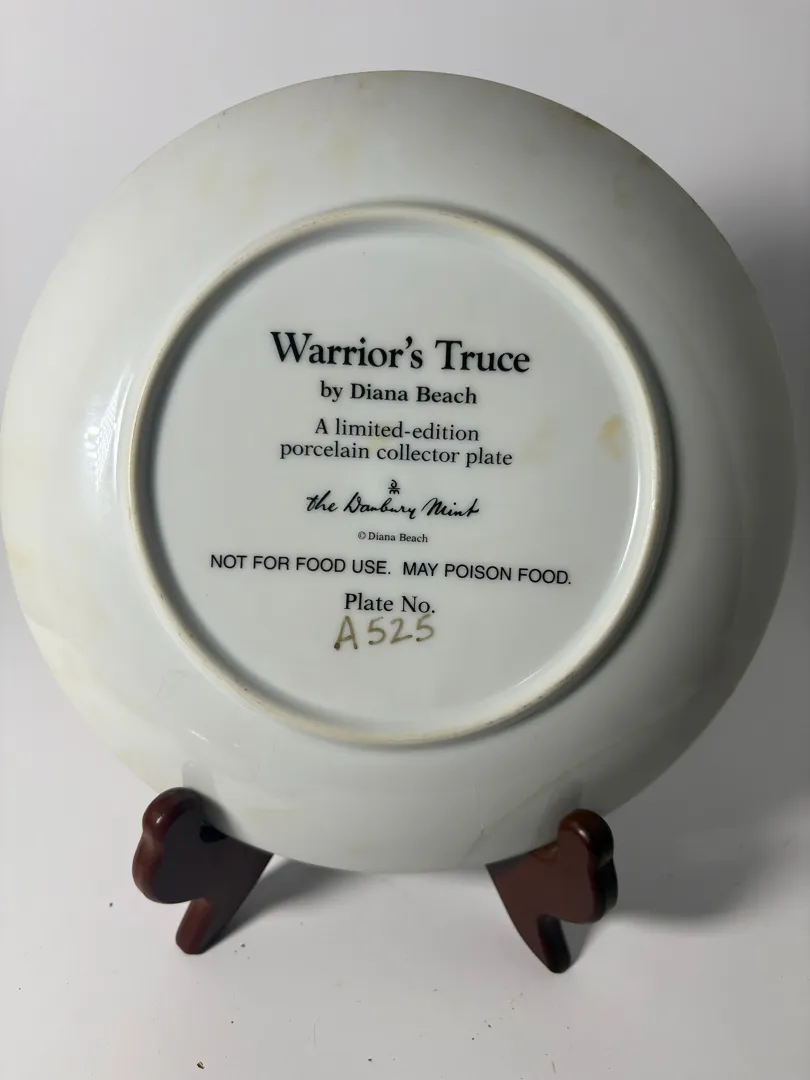 Warrior's Truce
by Diana Beach
A limited-edition
porcelain collector plate
the Danbury Mint
© Diana Beach
NOT FOR FOOD USE. MAY POISON FOOD.
Plate No.
A525